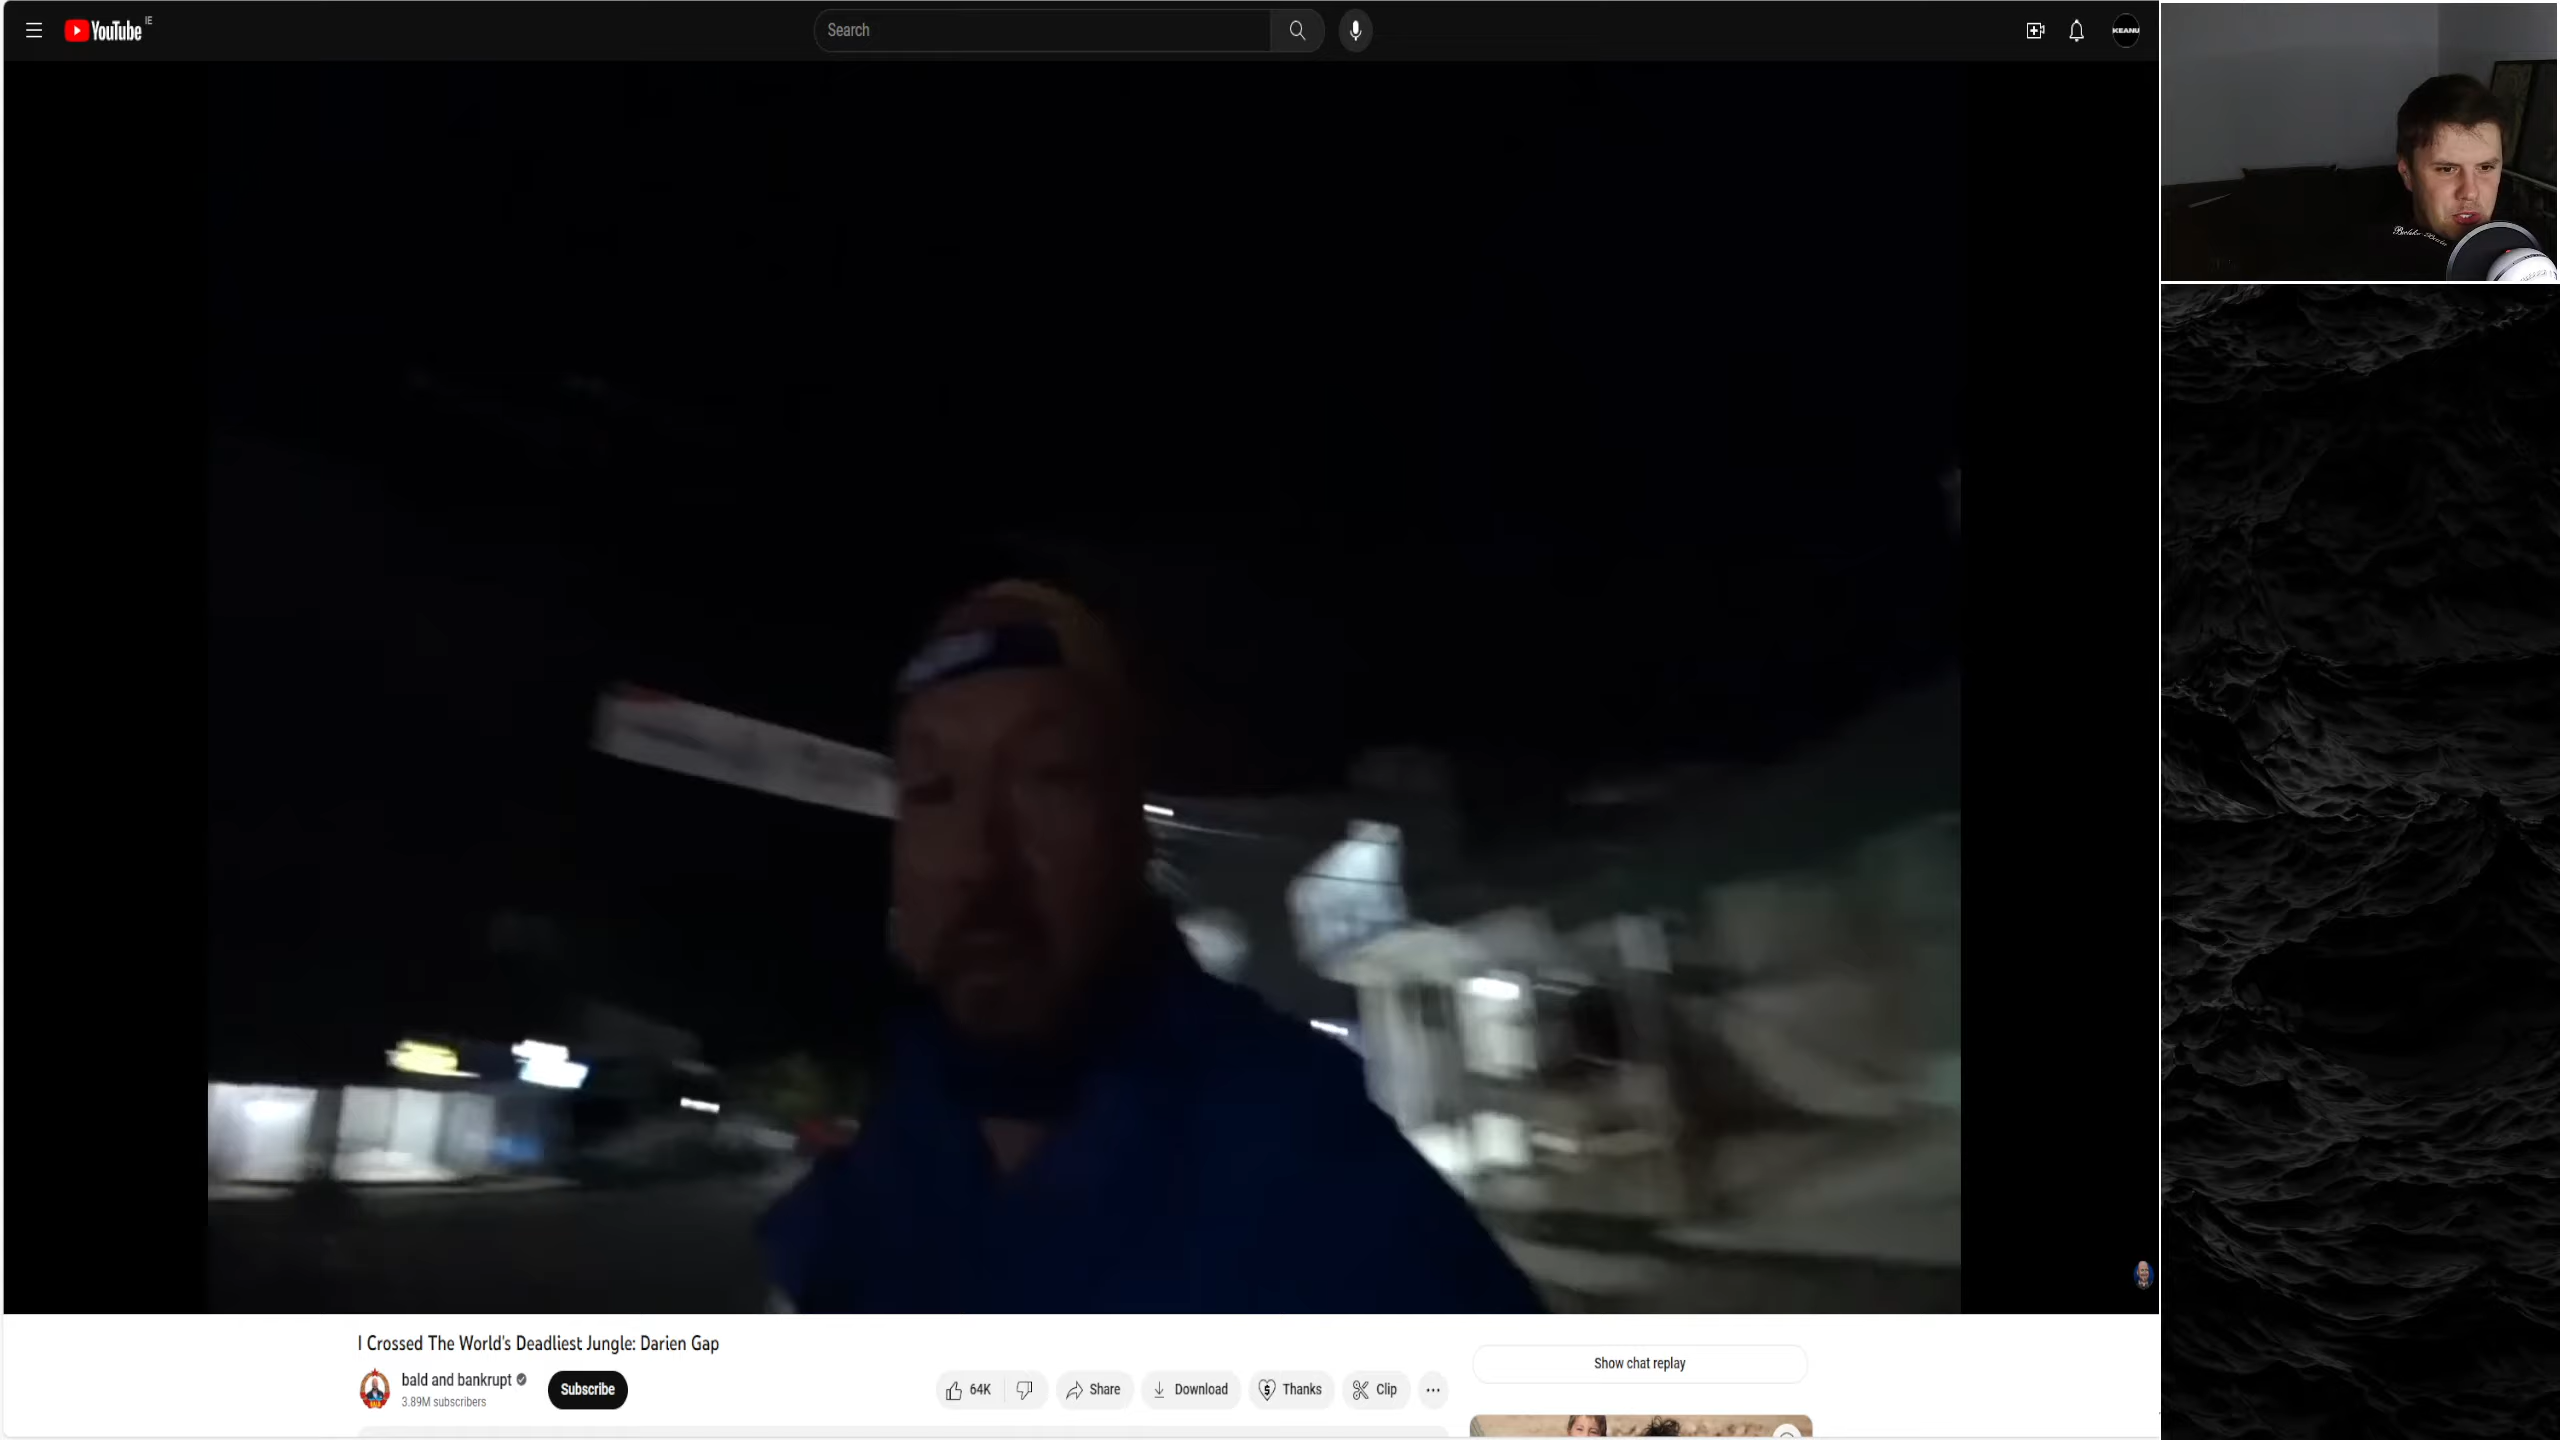 YouTube IE
Search
KEANU
I Crossed The World's Deadliest Jungle: Darien Gap
bald and bankrupt
3.89M subscribers
Subscribe
64K
Share
Download
Thanks
Clip
Show chat replay